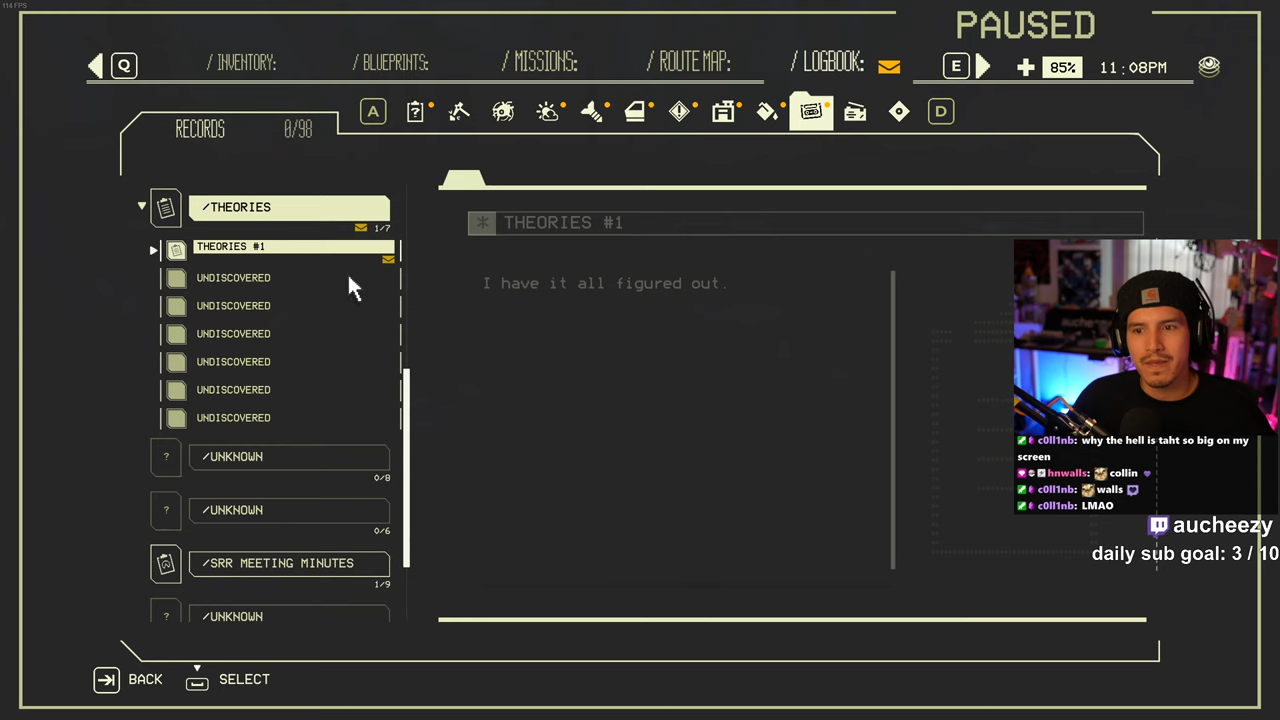 114 FPS
PAUSED
Q
/ INVENTORY:
/ BLUEPRINTS:
/ MISSIONS:
/ ROUTE MAP:
/ LOGBOOK:
E
85%
11:08PM
A
D
RECORDS 0/98
/THEORIES
1/7
THEORIES #1
UNDISCOVERED
UNDISCOVERED
UNDISCOVERED
UNDISCOVERED
UNDISCOVERED
UNDISCOVERED
? /UNKNOWN
0/8
? /UNKNOWN
0/6
/SRR MEETING MINUTES
1/9
? /UNKNOWN
* THEORIES #1
I have it all figured out.
c0ll1nb: why the hell is taht so big on my
screen
hnwalls: collin
c0ll1nb: walls
c0ll1nb: LMAO
aucheezy
daily sub goal: 3 / 10
BACK
SELECT